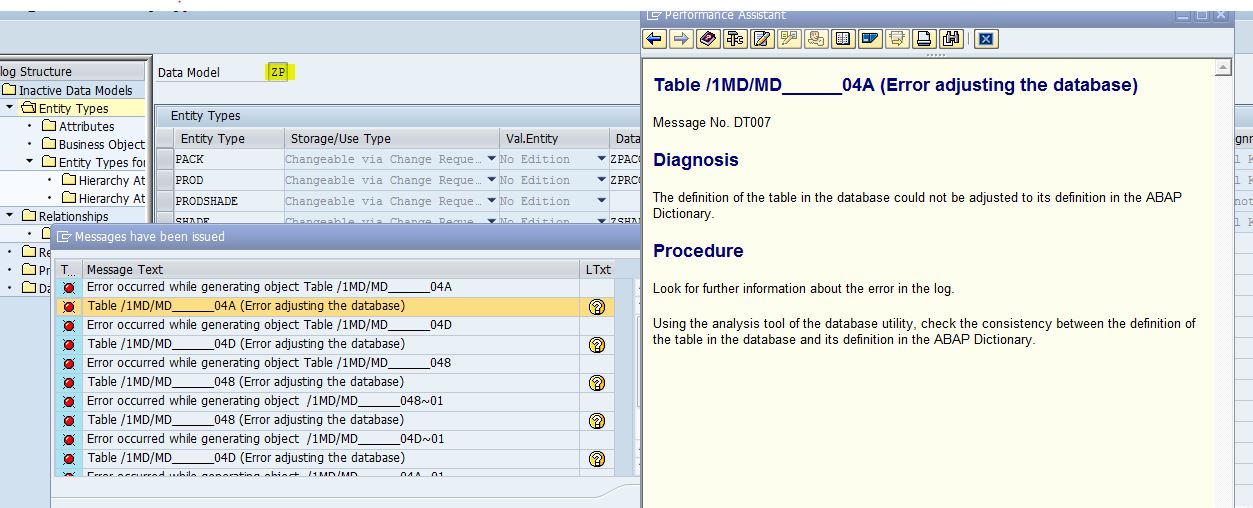 Performance Assistant
log Structure
Inactive Data Models
Entity Types
Attributes
Business Object
Entity Types for
Hierarchy At
Hierarchy At
Relationships
Re
Pr
Da
Data Model ZP
Entity Types
Entity Type Storage/Use Type Val.Entity Data
PACK Changeable via Change Reque… No Edition ZPACO
PROD Changeable via Change Reque… No Edition ZPRCO
PRODSHADE Changeable via Change Reque… No Edition
SHADE Changeable via Change Reque… No Edition
Messages have been issued
T... Message Text LTxt
Error occurred while generating object Table /1MD/MD______04A
Table /1MD/MD______04A (Error adjusting the database)
Error occurred while generating object Table /1MD/MD______04D
Table /1MD/MD______04D (Error adjusting the database)
Error occurred while generating object Table /1MD/MD______048
Table /1MD/MD______048 (Error adjusting the database)
Error occurred while generating object /1MD/MD______048~01
Table /1MD/MD______048 (Error adjusting the database)
Error occurred while generating object /1MD/MD______04D~01
Table /1MD/MD______04D (Error adjusting the database)
Error occurred while generating object /1MD/MD______04A~01
Table /1MD/MD______04A (Error adjusting the database)
Message No. DT007
Diagnosis
The definition of the table in the database could not be adjusted to its definition in the ABAP
Dictionary.
Procedure
Look for further information about the error in the log.
Using the analysis tool of the database utility, check the consistency between the definition of
the table in the database and its definition in the ABAP Dictionary.